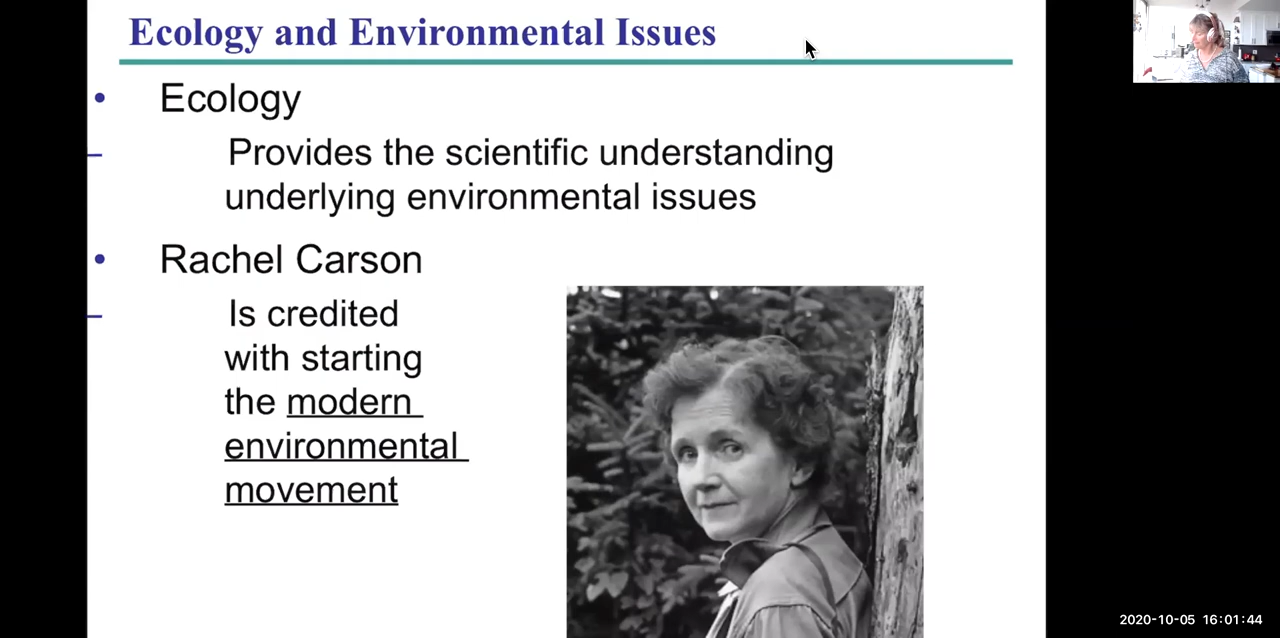 Ecology and Environmental Issues
• Ecology
– Provides the scientific understanding
underlying environmental issues
• Rachel Carson
– Is credited
with starting
the modern
environmental
movement
2020-10-05 16:01:44